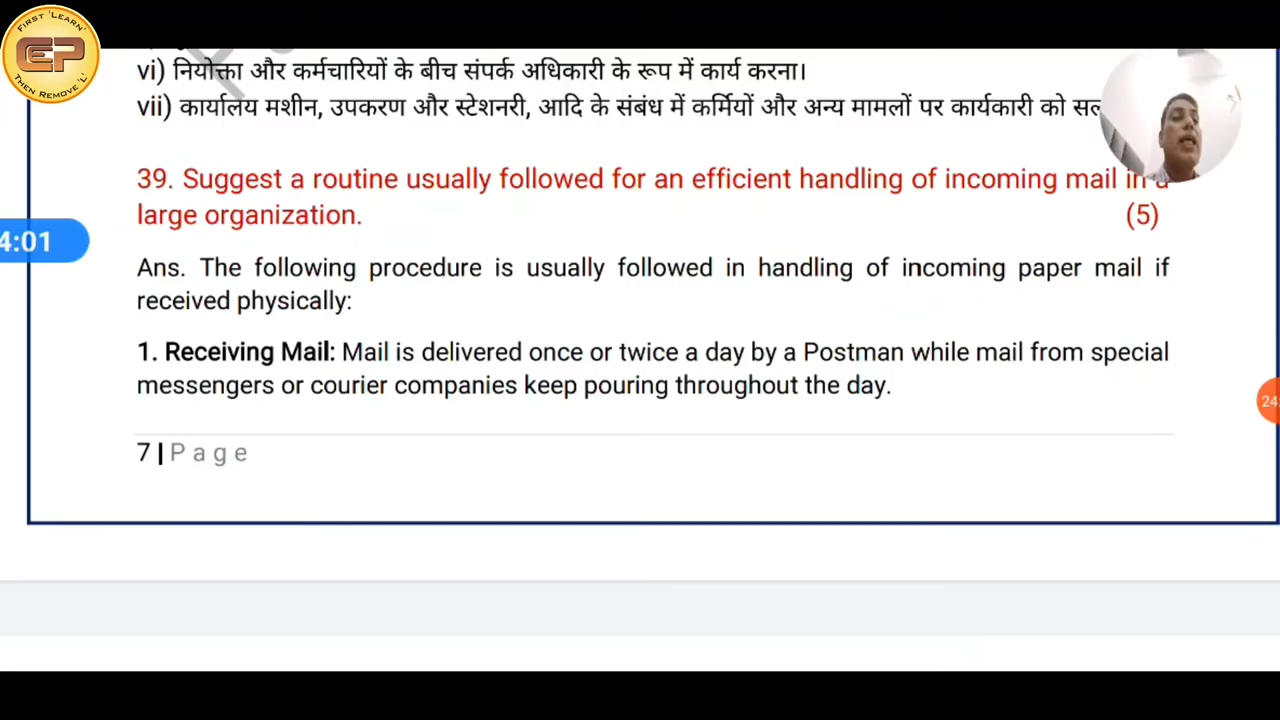 FIRST 'LEARN'
CEP
THEN REMOVE 'L'
vi) नियोक्ता और कर्मचारियों के बीच संपर्क अधिकारी के रूप में कार्य करना।
vii) कार्यालय मशीन, उपकरण और स्टेशनरी, आदि के संबंध में कर्मियों और अन्य मामलों पर कार्यकारी को
39. Suggest a routine usually followed for an efficient handling of incoming mail in a
large organization. (5)
4:01
Ans. The following procedure is usually followed in handling of incoming paper mail if
received physically:
1. Receiving Mail: Mail is delivered once or twice a day by a Postman while mail from special
messengers or courier companies keep pouring throughout the day.
24:
7 | Page